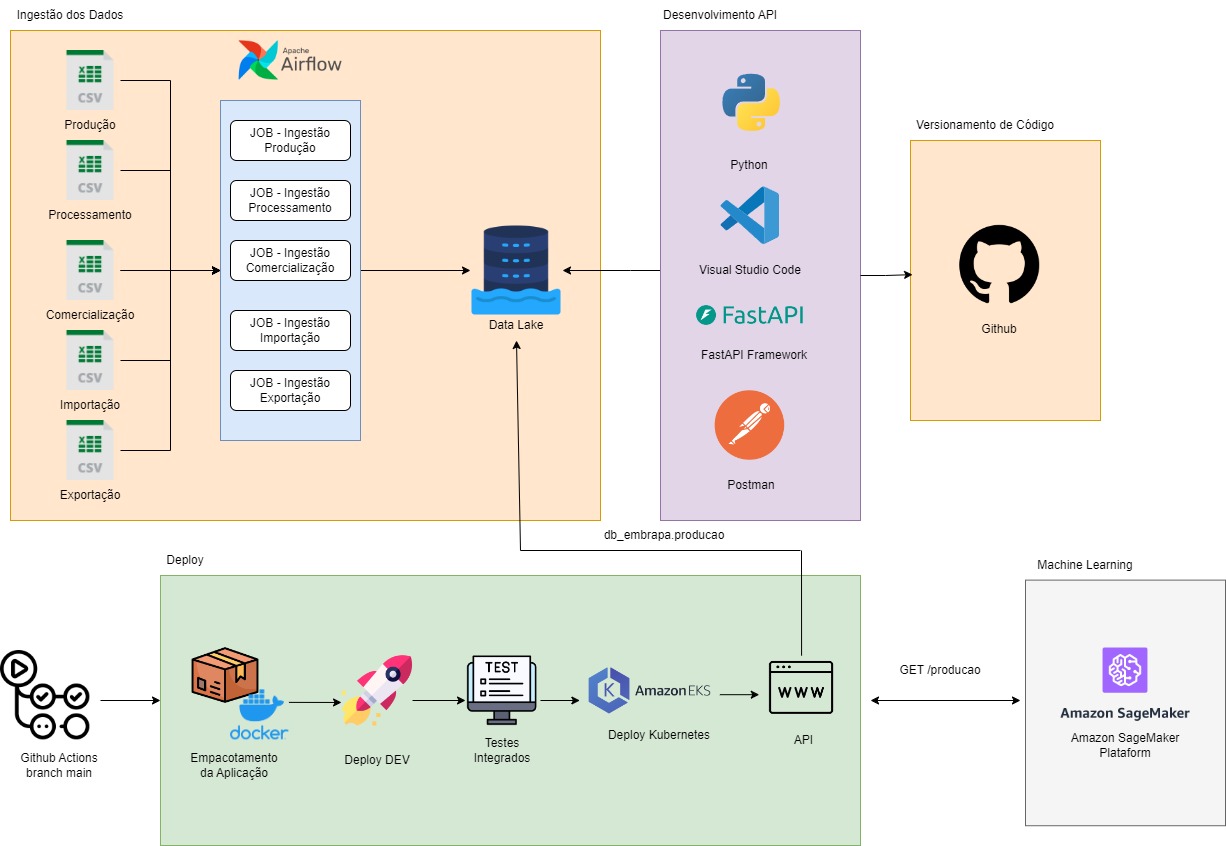 Ingestão dos Dados
CSV
Produção
CSV
Processamento
CSV
Comercialização
CSV
Importação
CSV
Exportação
Apache
Airflow
JOB - Ingestão
Produção
JOB - Ingestão
Processamento
JOB - Ingestão
Comercialização
JOB - Ingestão
Importação
JOB - Ingestão
Exportação
Data Lake
Desenvolvimento API
Python
Visual Studio Code
FastAPI
FastAPI Framework
Postman
Versionamento de Código
Github
db_embrapa.producao
Deploy
Github Actions
branch main
docker
Empacotamento
da Aplicação
Deploy DEV
TEST
Testes
Integrados
K
Amazon EKS
Deploy Kubernetes
WWW
API
GET /producao
Machine Learning
Amazon SageMaker
Amazon SageMaker
Plataform